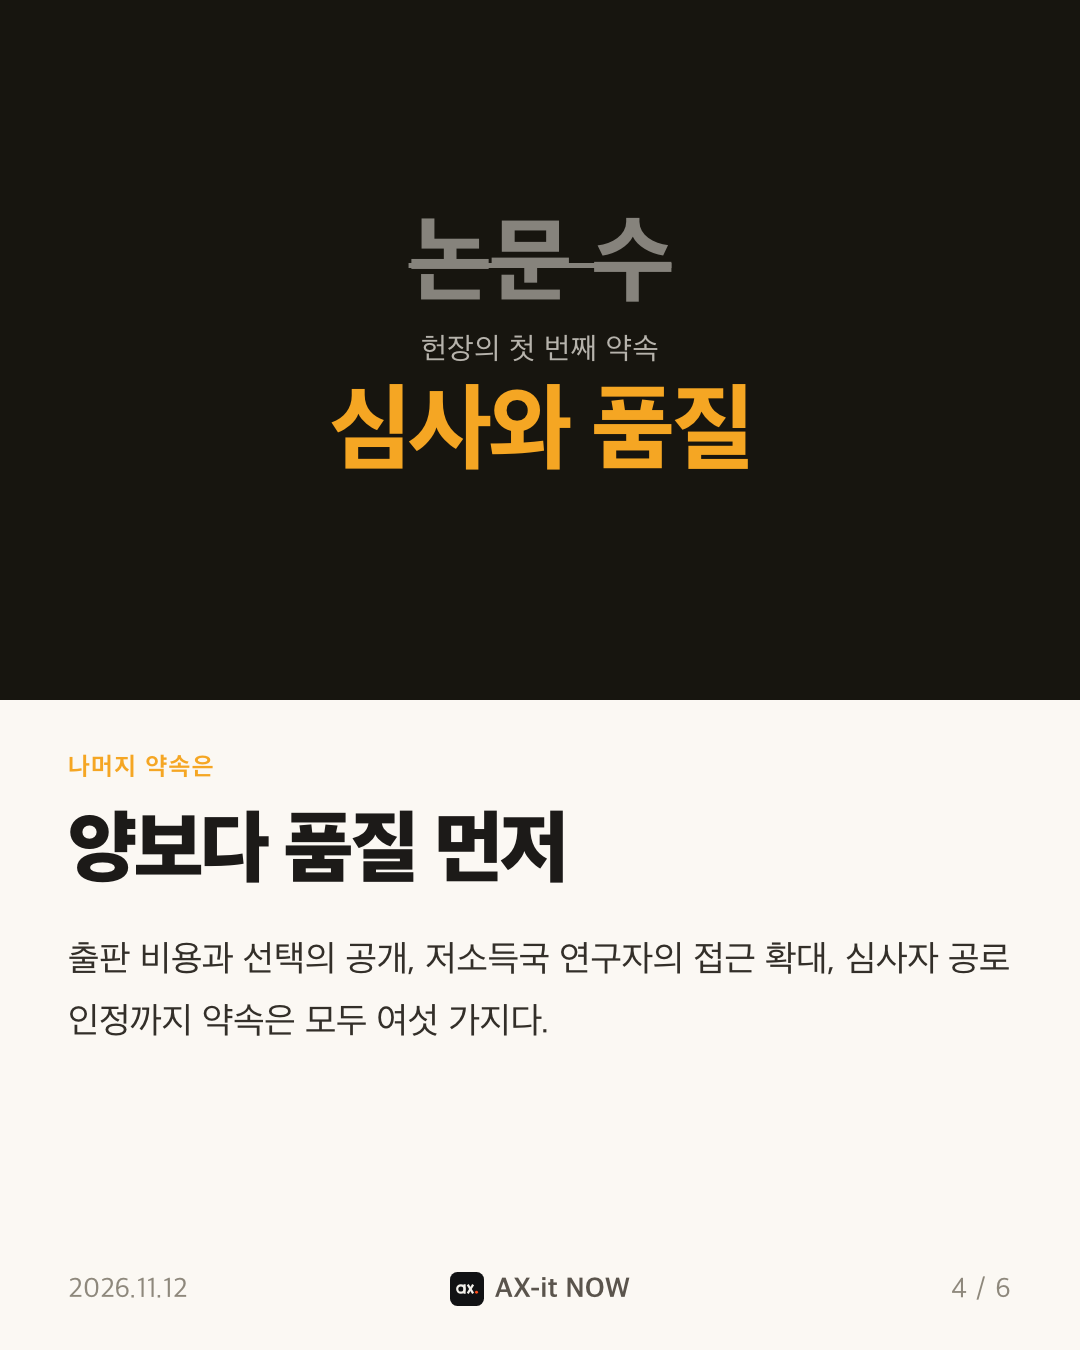 논문 수
헌장의 첫 번째 약속
심사와 품질
나머지 약속은
양보다 품질 먼저
출판 비용과 선택의 공개, 저소득국 연구자의 접근 확대, 심사자 공로
인정까지 약속은 모두 여섯 가지다.
2026.11.12
ax. AX-it NOW
4 / 6